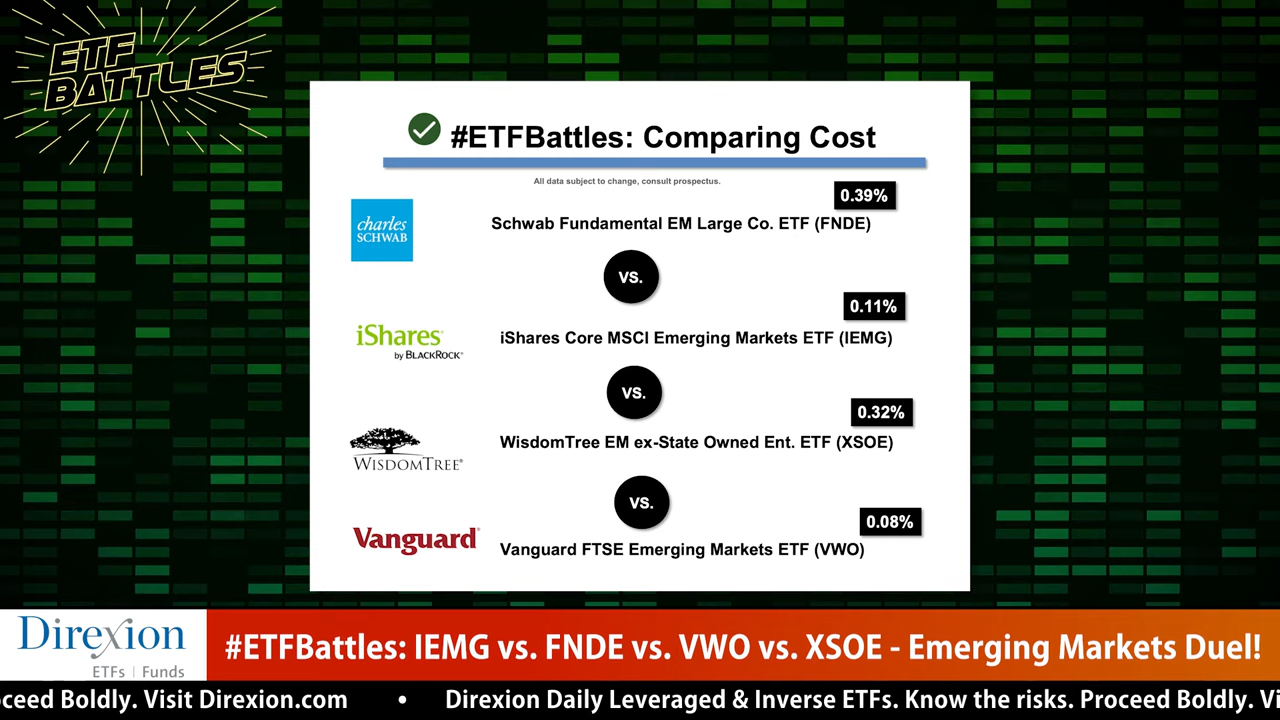 ETF
BATTLES
#ETFBattles: Comparing Cost
All data subject to change, consult prospectus.
0.39%
charles
SCHWAB
Schwab Fundamental EM Large Co. ETF (FNDE)
VS.
0.11%
iShares®
by BLACKROCK®
iShares Core MSCI Emerging Markets ETF (IEMG)
VS.
0.32%
WISDOMTREE®
WisdomTree EM ex-State Owned Ent. ETF (XSOE)
VS.
0.08%
Vanguard®
Vanguard FTSE Emerging Markets ETF (VWO)
Direxion
ETFs | Funds
#ETFBattles: IEMG vs. FNDE vs. VWO vs. XSOE - Emerging Markets Duel!
oceed Boldly. Visit Direxion.com • Direxion Daily Leveraged & Inverse ETFs. Know the risks. Proceed Boldly. Vi